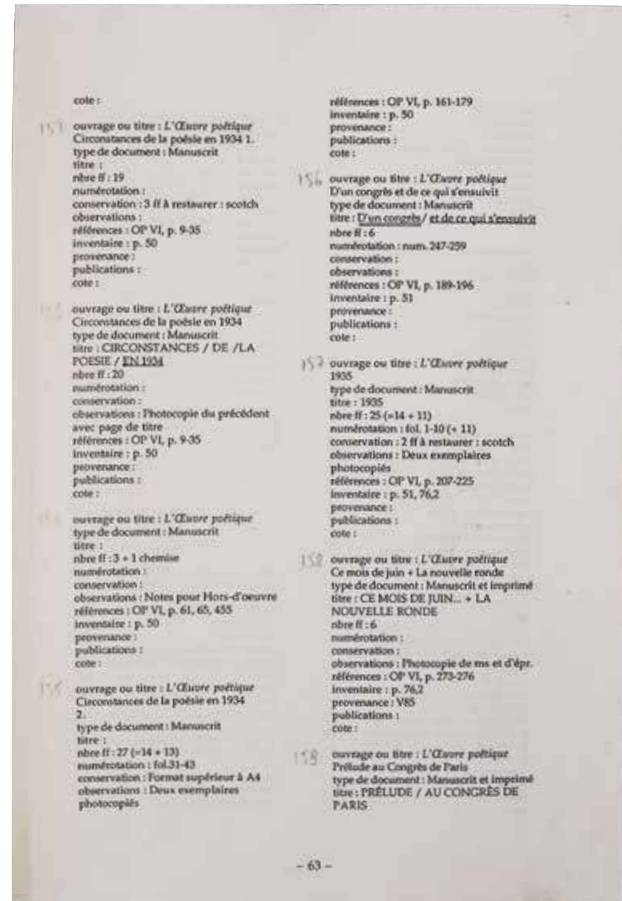 cote :
153
ouvrage ou titre : L'Œuvre poétique
Circonstances de la poésie en 1934 1.
type de document : Manuscrit
titre :
nbre ff : 19
numérotation :
conservation : 3 ff à restaurer : scotch
observations :
références : OP VI, p. 9-35
inventaire : p. 50
provenance :
publications :
cote :
ouvrage ou titre : L'Œuvre poétique
Circonstances de la poésie en 1934
type de document : Manuscrit
titre : CIRCONSTANCES / DE /LA
POESIE / EN 1934
nbre ff : 20
numérotation :
conservation :
observations : Photocopie du précédent
avec page de titre
références : OP VI, p. 9-35
inventaire : p. 50
provenance :
publications :
cote :
ouvrage ou titre : L'Œuvre poétique
type de document : Manuscrit
titre :
nbre ff : 3 + 1 chemise
numérotation :
conservation :
observations : Notes pour Hors-d'oeuvre
références : OP VI, p. 61, 65, 455
inventaire : p. 50
provenance :
publications :
cote :
155
ouvrage ou titre : L'Œuvre poétique
Circonstances de la poésie en 1934
2.
type de document : Manuscrit
titre :
nbre ff : 27 (=14 + 13)
numérotation : fol.31-43
conservation : Format supérieur à A4
observations : Deux exemplaires
photocopiés
références : OP VI, p. 161-179
inventaire : p. 50
provenance :
publications :
cote :
156
ouvrage ou titre : L'Œuvre poétique
D'un congrès et de ce qui s'ensuivit
type de document : Manuscrit
titre : D'un congrès/ et de ce qui s'ensuivit
nbre ff : 6
numérotation : num. 247-259
conservation :
observations :
références : OP VI, p. 189-196
inventaire : p. 51
provenance :
publications :
cote :
157
ouvrage ou titre : L'Œuvre poétique
1935
type de document : Manuscrit
titre : 1935
nbre ff : 25 (=14 + 11)
numérotation : fol. 1-10 (+ 11)
conservation : 2 ff à restaurer : scotch
observations : Deux exemplaires
photocopiés
références : OP VI, p. 207-225
inventaire : p. 51, 76,2
provenance :
publications :
cote :
158
ouvrage ou titre : L'Œuvre poétique
Ce mois de juin + La nouvelle ronde
type de document : Manuscrit et imprimé
titre : CE MOIS DE JUIN... + LA
NOUVELLE RONDE
nbre ff : 6
numérotation :
conservation :
observations : Photocopie de ms et d'épr.
références : OP VI, p. 273-276
inventaire : p. 76,2
provenance : V85
publications :
cote :
158
ouvrage ou titre : L'Œuvre poétique
Prélude au Congrès de Paris
type de document : Manuscrit et imprimé
titre : PRÉLUDE / AU CONGRÈS DE
PARIS
– 63 –